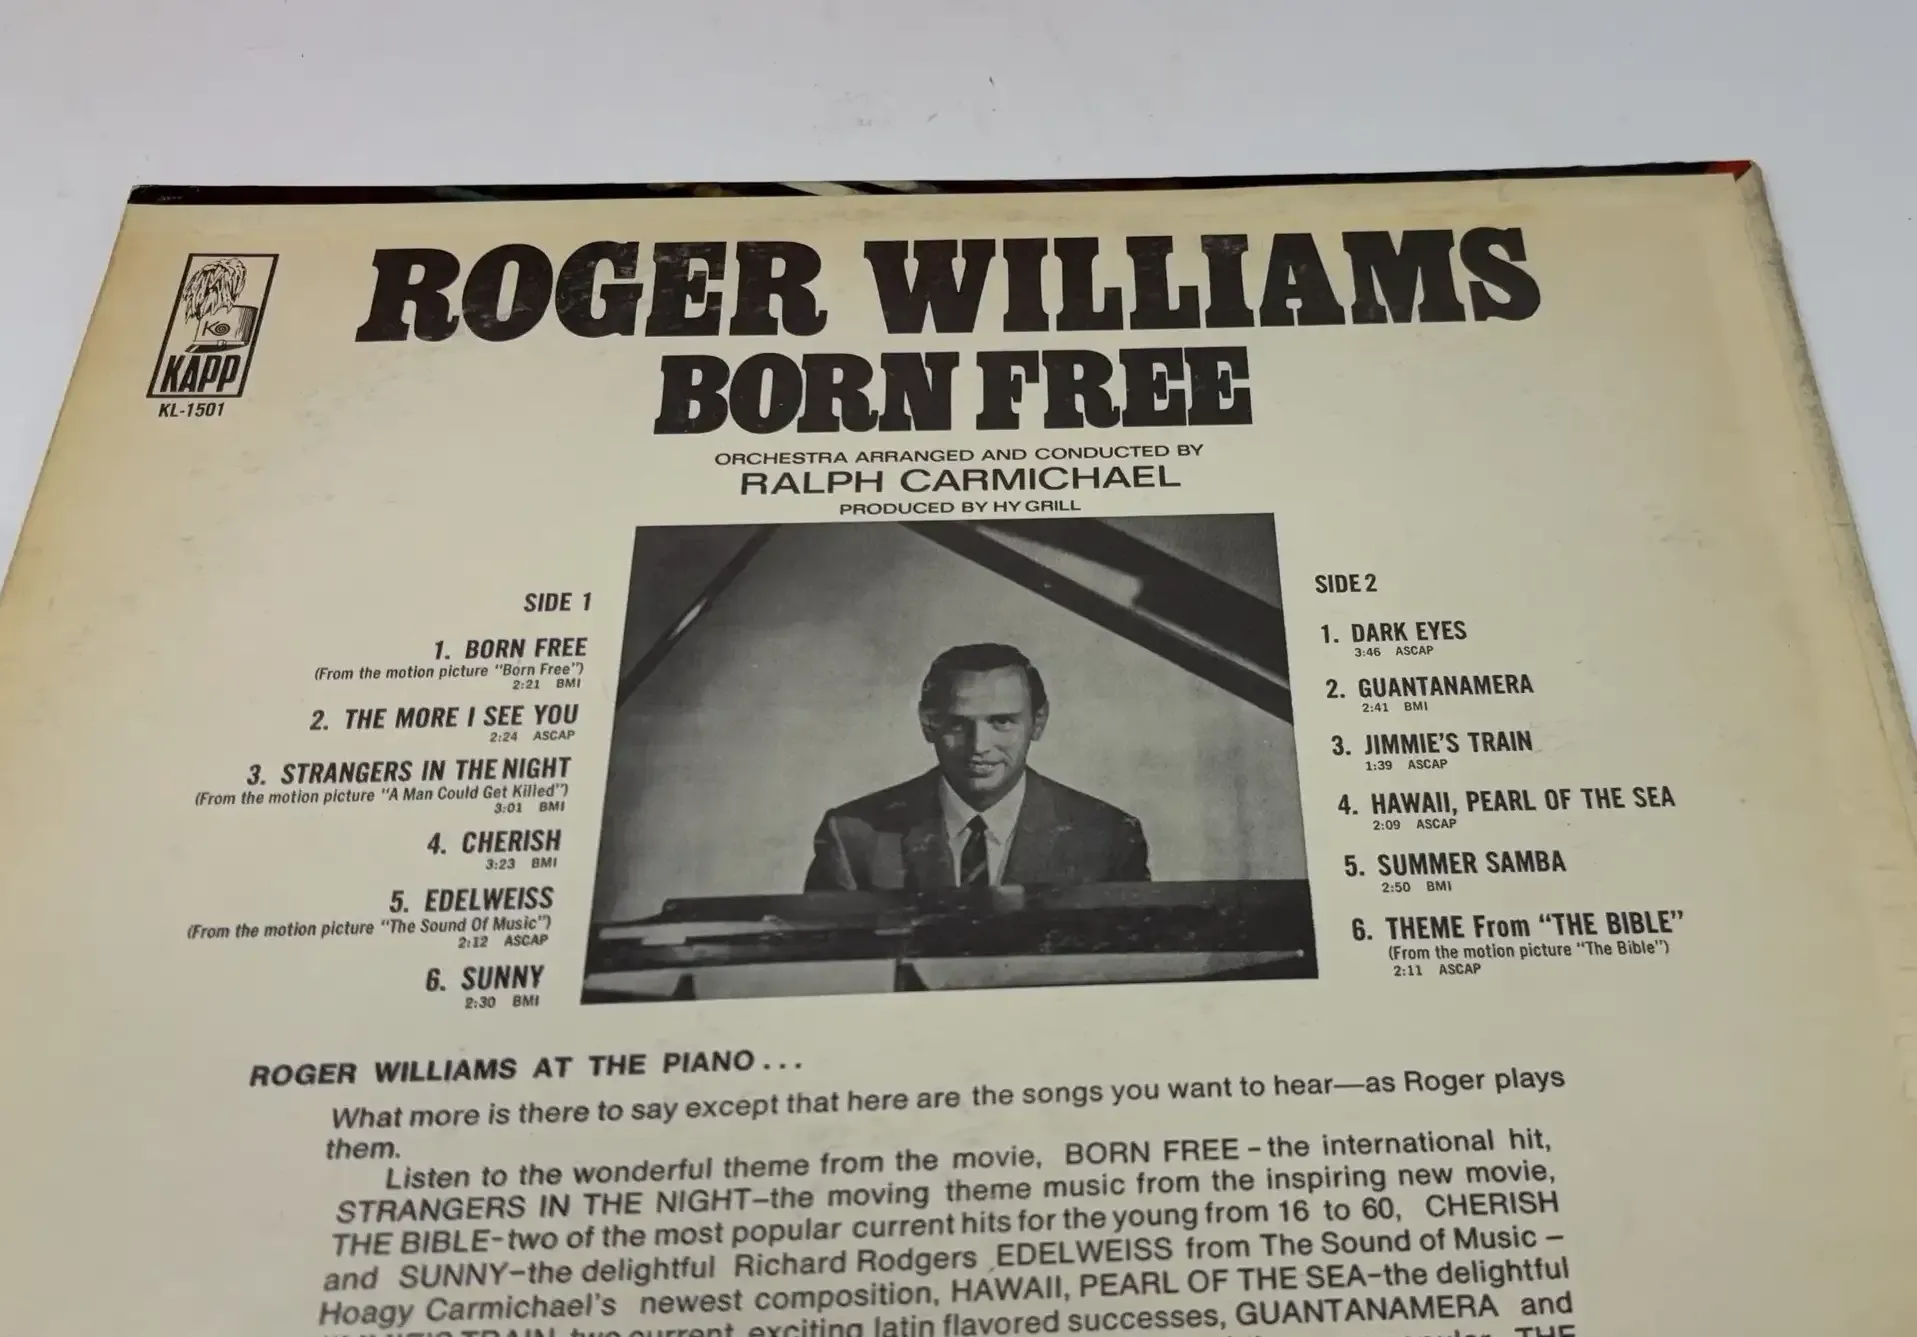 ROGER WILLIAMS
BORN FREE
K
KAPP
KL-1501
ORCHESTRA ARRANGED AND CONDUCTED BY
RALPH CARMICHAEL
PRODUCED BY HY GRILL
SIDE 1
1. BORN FREE
(From the motion picture "Born Free")
2:21 BMI
2. THE MORE I SEE YOU
2:24 ASCAP
3. STRANGERS IN THE NIGHT
(From the motion picture "A Man Could Get Killed")
3:01 BMI
4. CHERISH
3:23 BMI
5. EDELWEISS
(From the motion picture "The Sound Of Music")
2:12 ASCAP
6. SUNNY
2:30 BMI
SIDE 2
1. DARK EYES
3:46 ASCAP
2. GUANTANAMERA
2:41 BMI
3. JIMMIE'S TRAIN
1:39 ASCAP
4. HAWAII, PEARL OF THE SEA
2:09 ASCAP
5. SUMMER SAMBA
2:50 BMI
6. THEME From "THE BIBLE"
(From the motion picture "The Bible")
2:11 ASCAP
ROGER WILLIAMS AT THE PIANO...
What more is there to say except that here are the songs you want to hear—as Roger plays
them.
Listen to the wonderful theme from the movie, BORN FREE – the international hit,
STRANGERS IN THE NIGHT–the moving theme music from the inspiring new movie,
THE BIBLE–two of the most popular current hits for the young from 16 to 60, CHERISH
and SUNNY–the delightful Richard Rodgers EDELWEISS from The Sound of Music –
Hoagy Carmichael's newest composition, HAWAII, PEARL OF THE SEA–the delightful
TRAIN two current exciting latin flavored successes, GUANTANAMERA and
THE